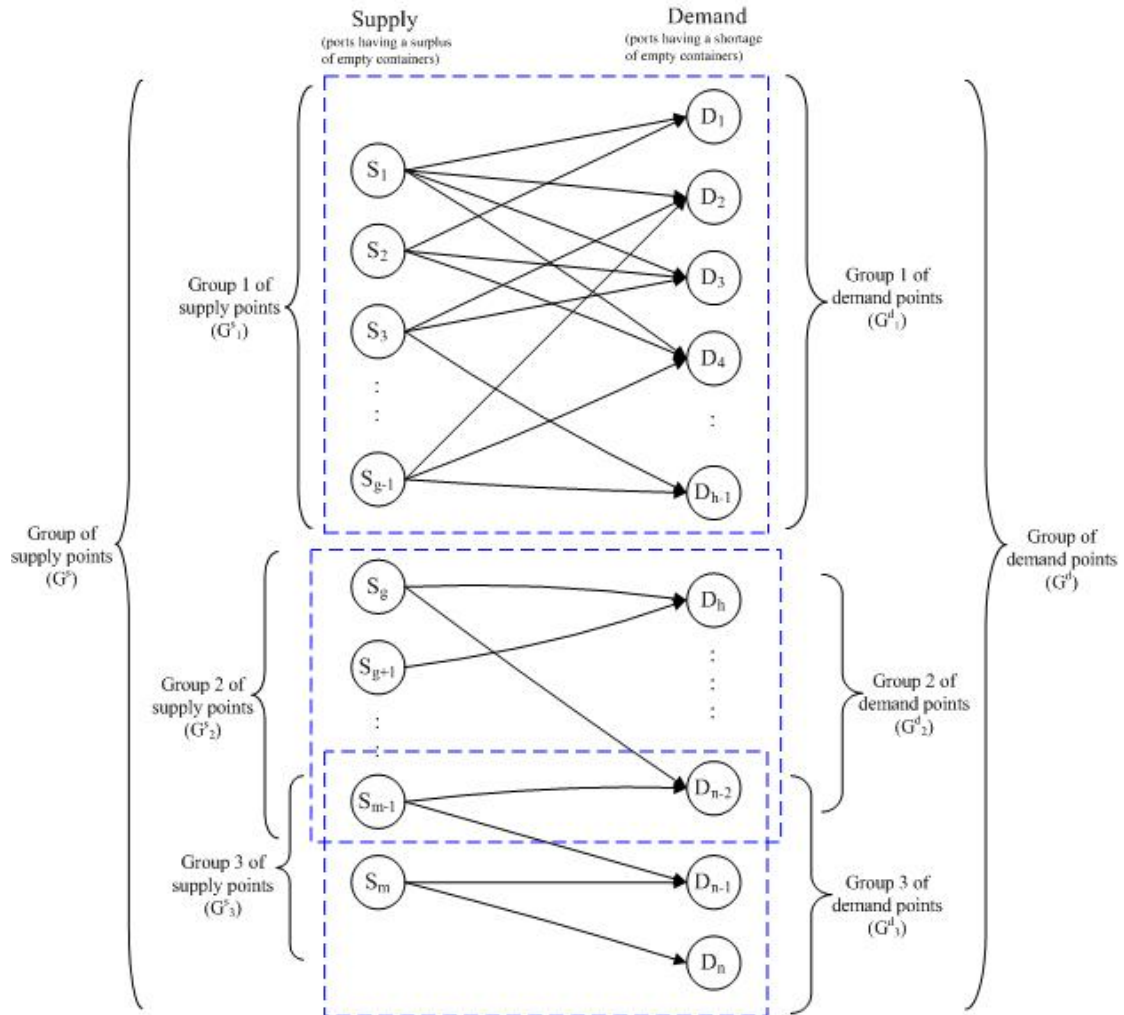 Supply
(ports having a surplus
of empty containers)
Demand
(ports having a shortage
of empty containers)
D1
S1
D2
S2
D3
S3
D4
:
:
:
Sg-1
Dh-1
Group 1 of
supply points
(Gs1)
Group 1 of
demand points
(Gd1)
Group of
supply points
(Gs)
Group of
demand points
(Gd)
Sg
Dh
Sg+1
:
:
:
:
:
Sm-1
Dn-2
Sm
Dn-1
Dn
Group 2 of
supply points
(Gs2)
Group 2 of
demand points
(Gd2)
Group 3 of
supply points
(Gs3)
Group 3 of
demand points
(Gd3)